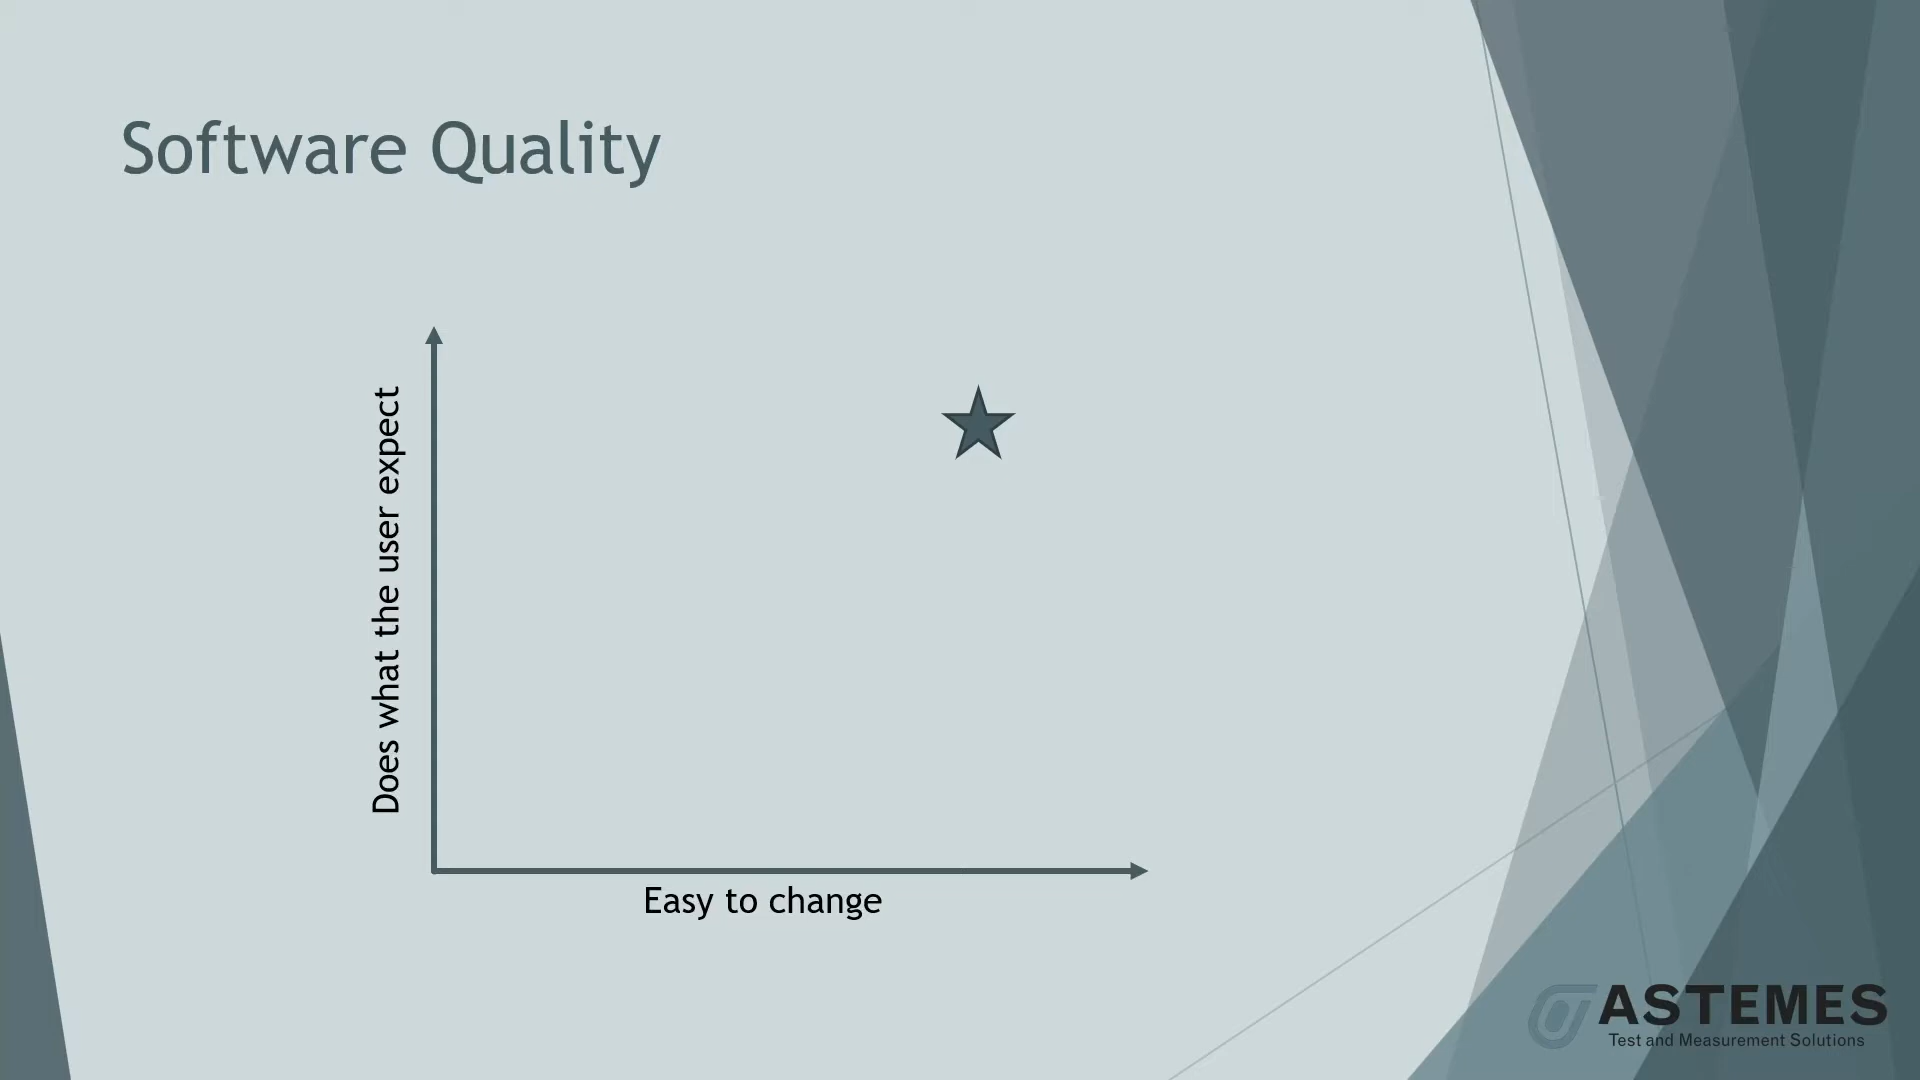 Software Quality
Does what the user expect
Easy to change
ASTEMES
Test and Measurement Solutions